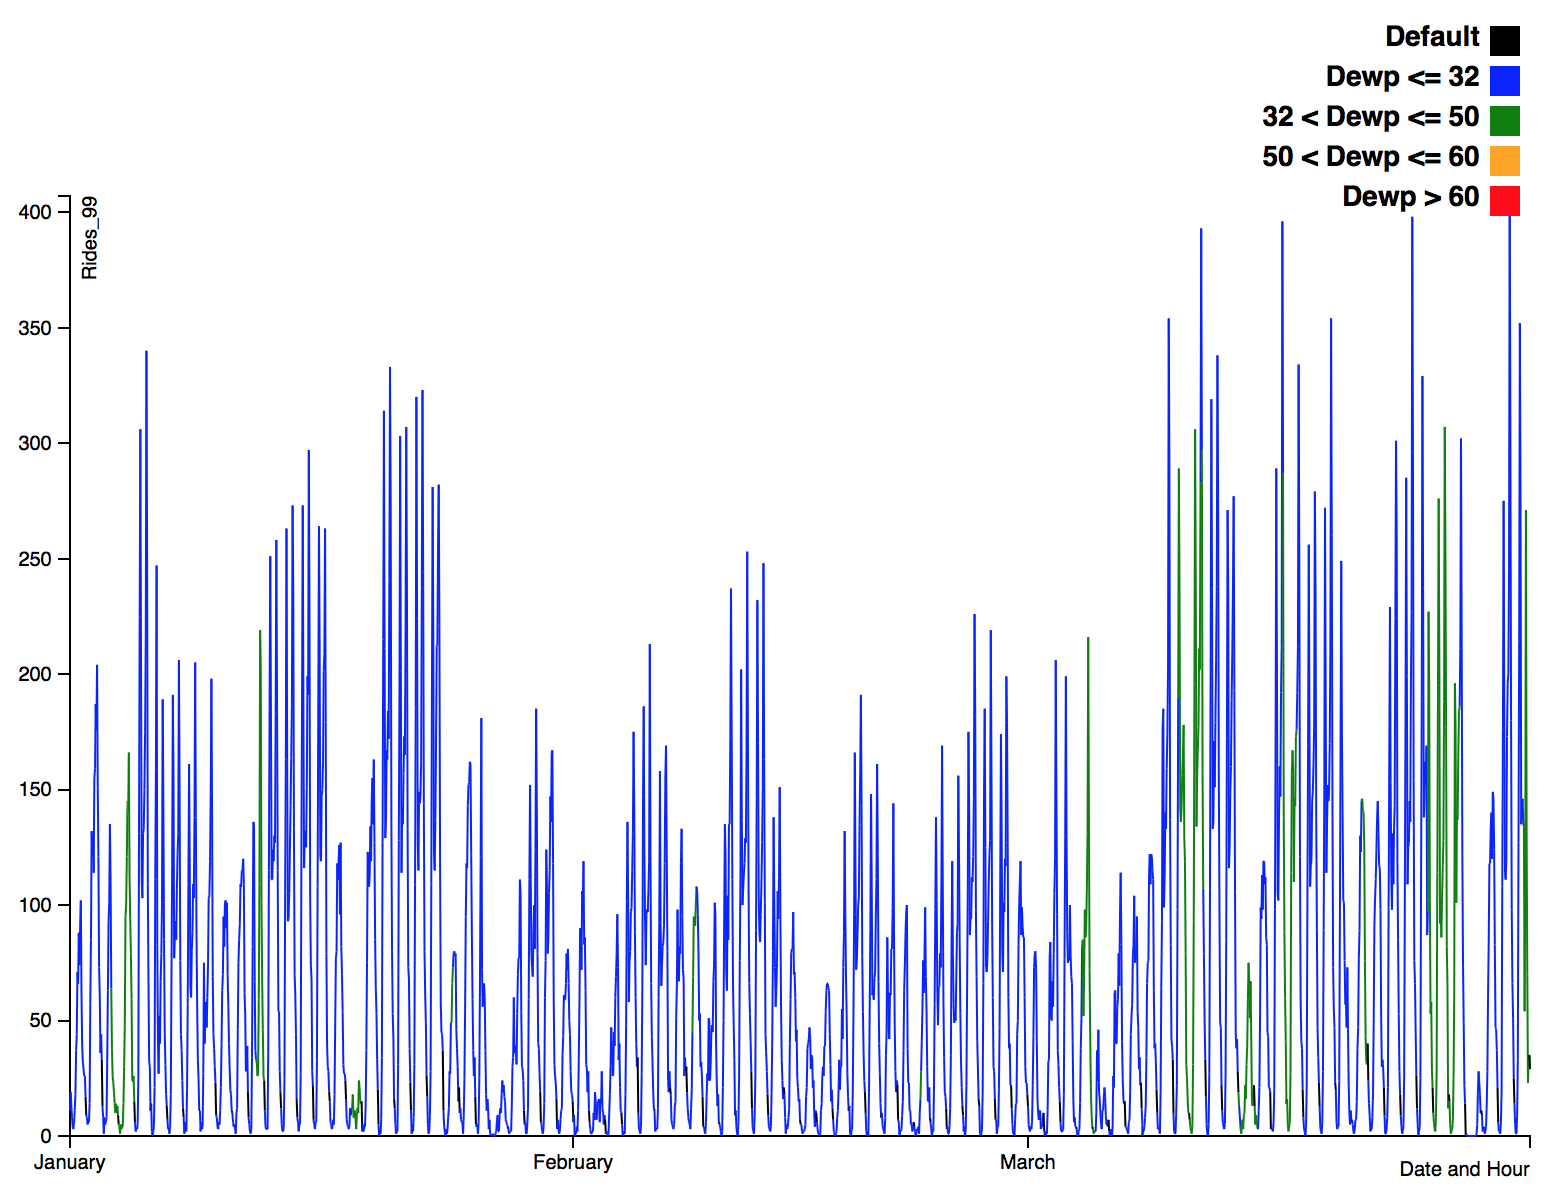 Default
Dewp <= 32
32 < Dewp <= 50
50 < Dewp <= 60
Dewp > 60
Rides_99
400
350
300
250
200
150
100
50
0
January
February
March
Date and Hour